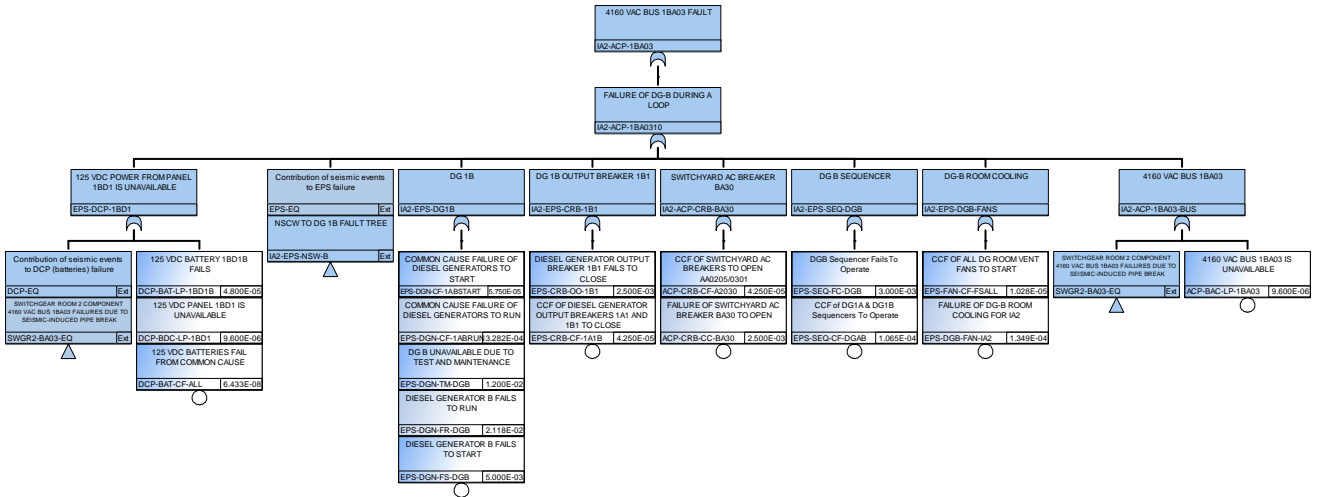 4160 VAC BUS 1BA03 FAULT
IA2-ACP-1BA03
FAILURE OF DG-B DURING A
LOOP
IA2-ACP-1BA0310
125 VDC POWER FROM PANEL
1BD1 IS UNAVAILABLE
EPS-DCP-1BD1
Contribution of seismic events
to EPS failure
EPS-EQ Ext
NSCW TO DG 1B FAULT TREE
IA2-EPS-NSW-B Ext
DG 1B
IA2-EPS-DG1B
DG 1B OUTPUT BREAKER 1B1
IA2-EPS-CRB-1B1
SWITCHYARD AC BREAKER
BA30
IA2-ACP-CRB-BA30
DG B SEQUENCER
IA2-EPS-SEQ-DGB
DG-B ROOM COOLING
IA2-EPS-DGB-FANS
4160 VAC BUS 1BA03
IA2-ACP-1BA03-BUS
Contribution of seismic events
to DCP (batteries) failure
DCP-EQ Ext
SWITCHGEAR ROOM 2 COMPONENT
4160 VAC BUS 1BA03 FAILURES DUE TO
SEISMIC-INDUCED PIPE BREAK
SWGR2-BA03-EQ Ext
125 VDC BATTERY 1BD1B
FAILS
DCP-BAT-LP-1BD1B 4.800E-05
125 VDC PANEL 1BD1 IS
UNAVAILABLE
DCP-BDC-LP-1BD1 9.600E-06
125 VDC BATTERIES FAIL
FROM COMMON CAUSE
DCP-BAT-CF-ALL 6.433E-08
COMMON CAUSE FAILURE OF
DIESEL GENERATORS TO
START
EPS-DGN-CF-1ABSTART 5.750E-05
COMMON CAUSE FAILURE OF
DIESEL GENERATORS TO RUN
EPS-DGN-CF-1ABRUN 3.282E-04
DG B UNAVAILABLE DUE TO
TEST AND MAINTENANCE
EPS-DGN-TM-DGB 1.200E-02
DIESEL GENERATOR B FAILS
TO RUN
EPS-DGN-FR-DGB 2.118E-02
DIESEL GENERATOR B FAILS
TO START
EPS-DGN-FS-DGB 5.000E-03
DIESEL GENERATOR OUTPUT
BREAKER 1B1 FAILS TO
CLOSE
EPS-CRB-OO-1B1 2.500E-03
CCF OF DIESEL GENERATOR
OUTPUT BREAKERS 1A1 AND
1B1 TO CLOSE
EPS-CRB-CF-1A1B 4.250E-05
CCF OF SWITCHYARD AC
BREAKERS TO OPEN
AA0205/0301
ACP-CRB-CF-A2030 4.250E-05
FAILURE OF SWITCHYARD AC
BREAKER BA30 TO OPEN
ACP-CRB-CC-BA30 2.500E-03
DGB Sequencer Fails To
Operate
EPS-SEQ-FC-DGB 3.000E-03
CCF of DG1A & DG1B
Sequencers To Operate
EPS-SEQ-CF-DGAB 1.065E-04
CCF OF ALL DG ROOM VENT
FANS TO START
EPS-FAN-CF-FSALL 1.028E-05
FAILURE OF DG-B ROOM
COOLING FOR IA2
EPS-DGB-FAN-IA2 1.349E-04
SWITCHGEAR ROOM 2 COMPONENT
4160 VAC BUS 1BA03 FAILURES DUE TO
SEISMIC-INDUCED PIPE BREAK
SWGR2-BA03-EQ Ext
4160 VAC BUS 1BA03 IS
UNAVAILABLE
ACP-BAC-LP-1BA03 9.600E-06